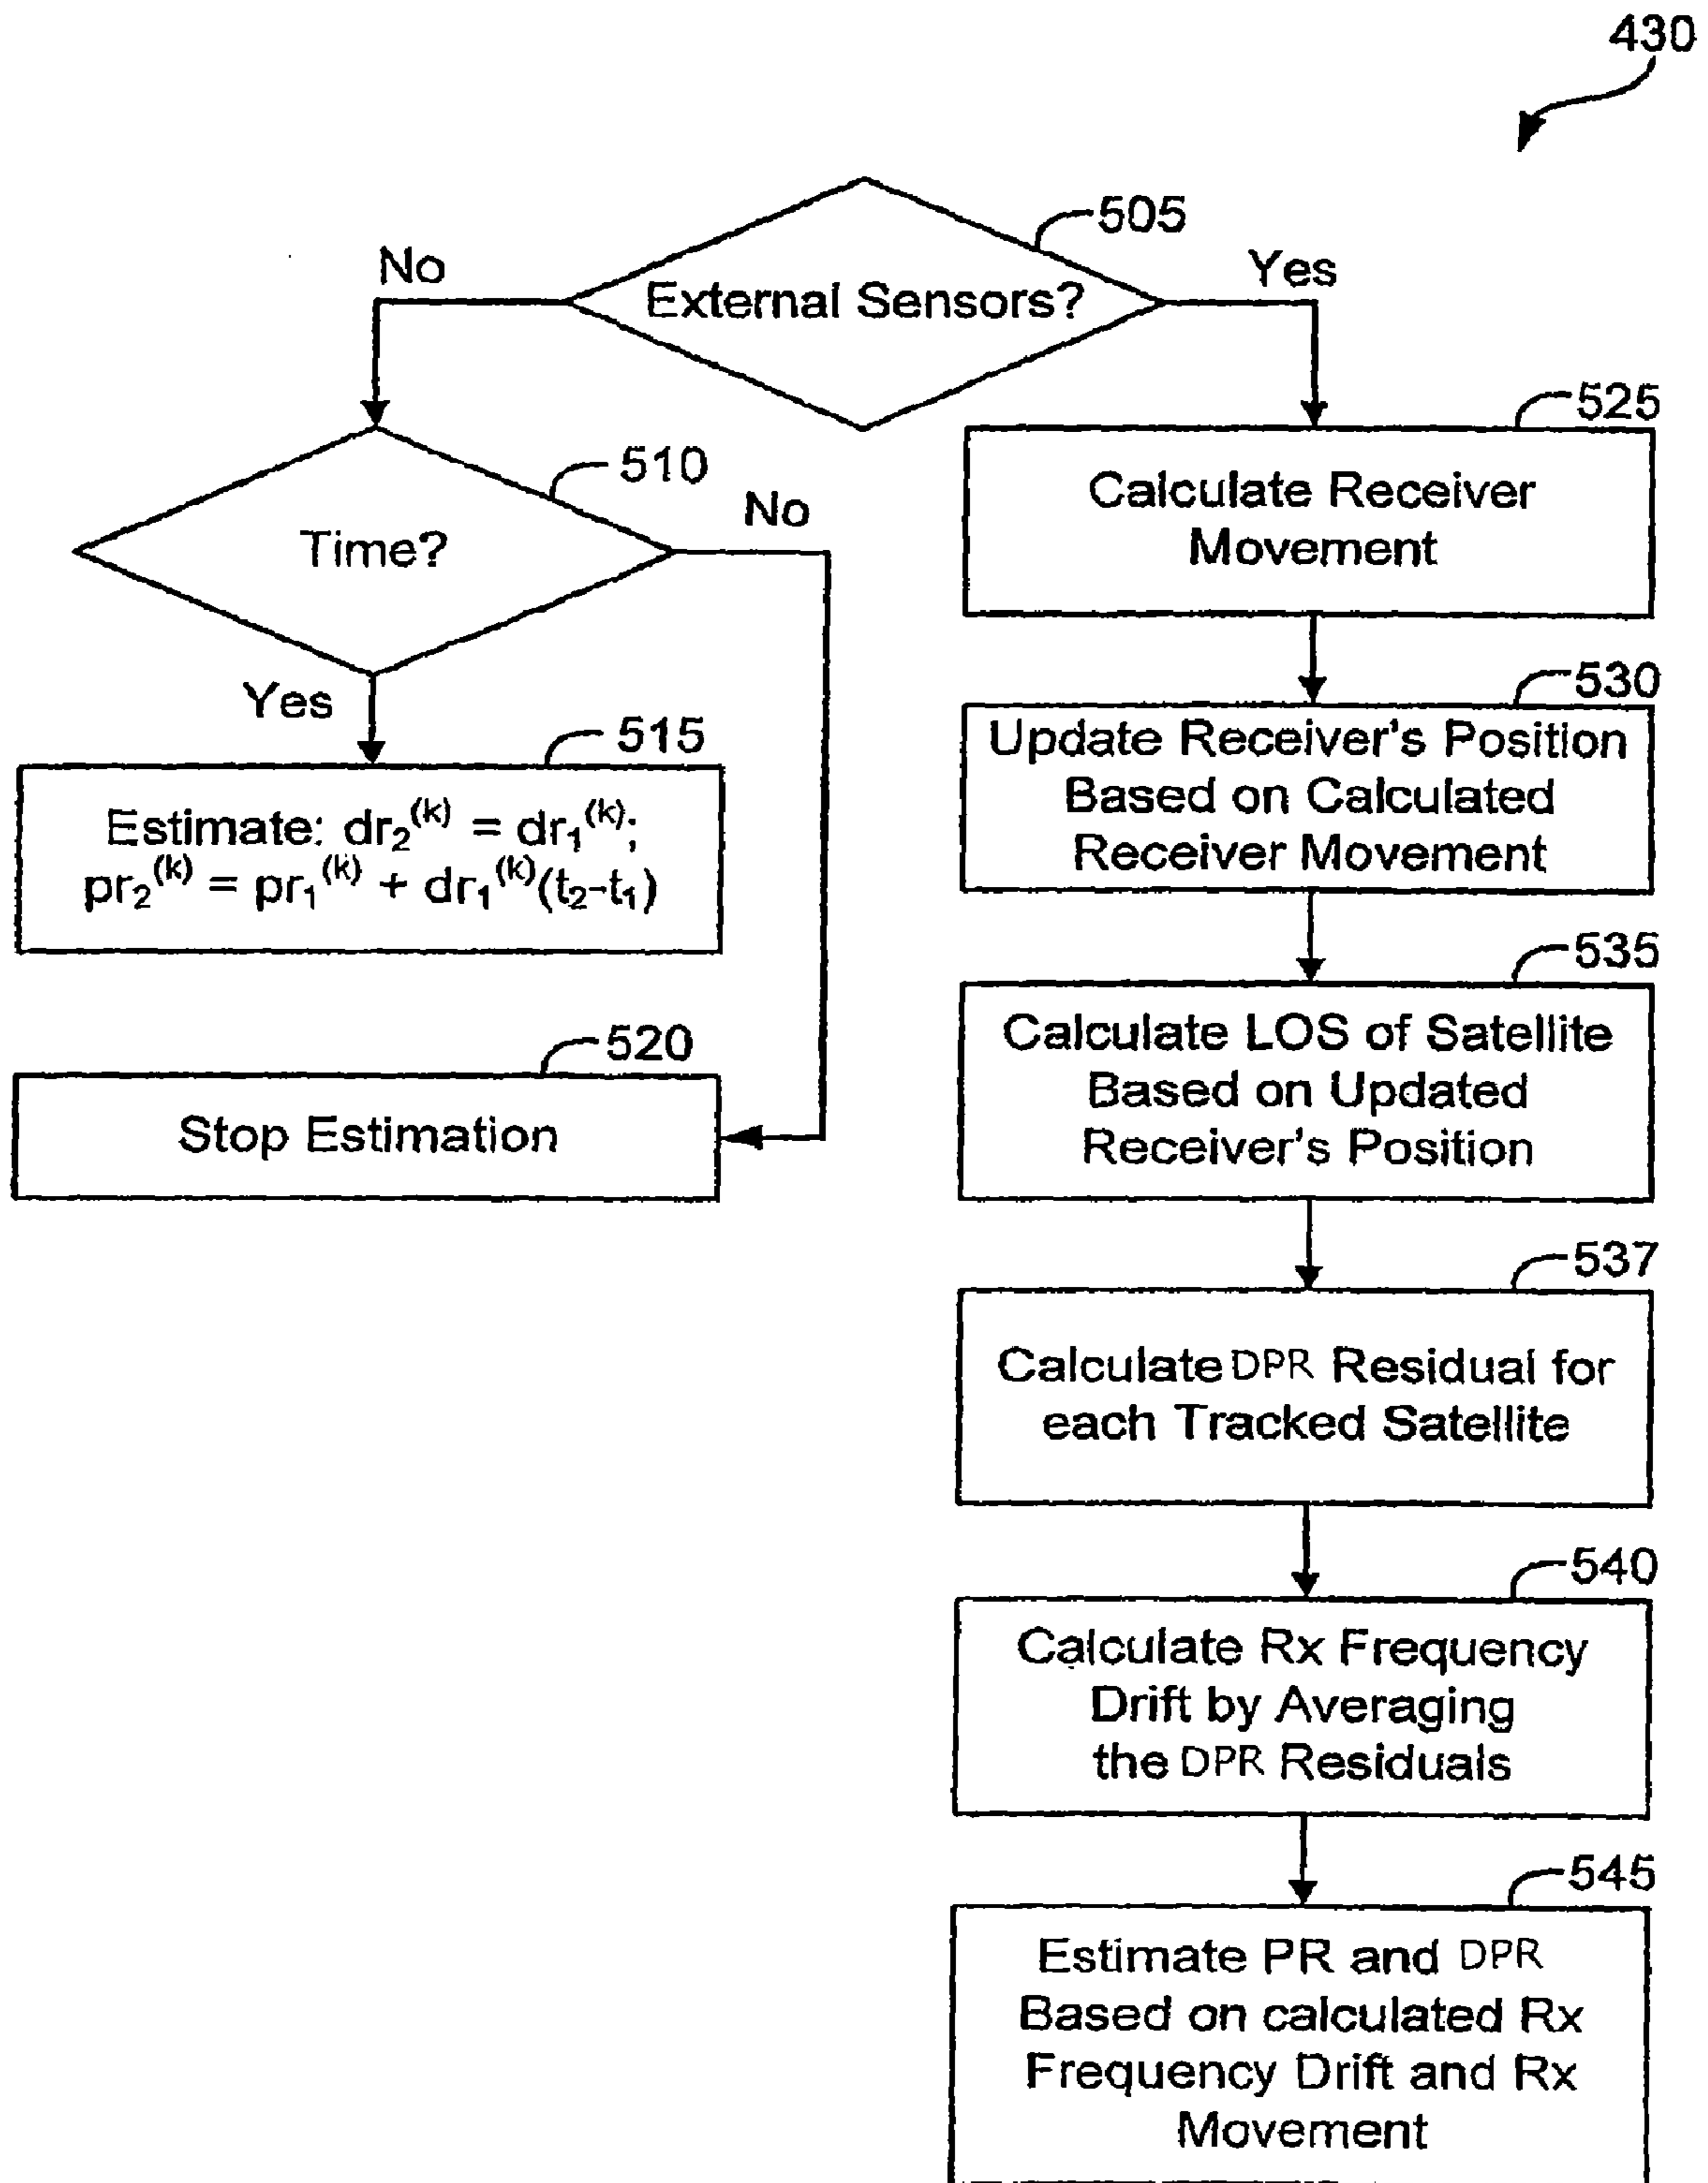 430
505
No
Yes
External Sensors?
510
No
Time?
Yes
515
Estimate: dr₂⁽ᵏ⁾ = dr₁⁽ᵏ⁾;
pr₂⁽ᵏ⁾ = pr₁⁽ᵏ⁾ + dr₁⁽ᵏ⁾(t₂-t₁)
520
Stop Estimation
525
Calculate Receiver
Movement
530
Update Receiver's Position
Based on Calculated
Receiver Movement
535
Calculate LOS of Satellite
Based on Updated
Receiver's Position
537
Calculate DPR Residual for
each Tracked Satellite
540
Calculate Rx Frequency
Drift by Averaging
the DPR Residuals
545
Estimate PR and DPR
Based on calculated Rx
Frequency Drift and Rx
Movement